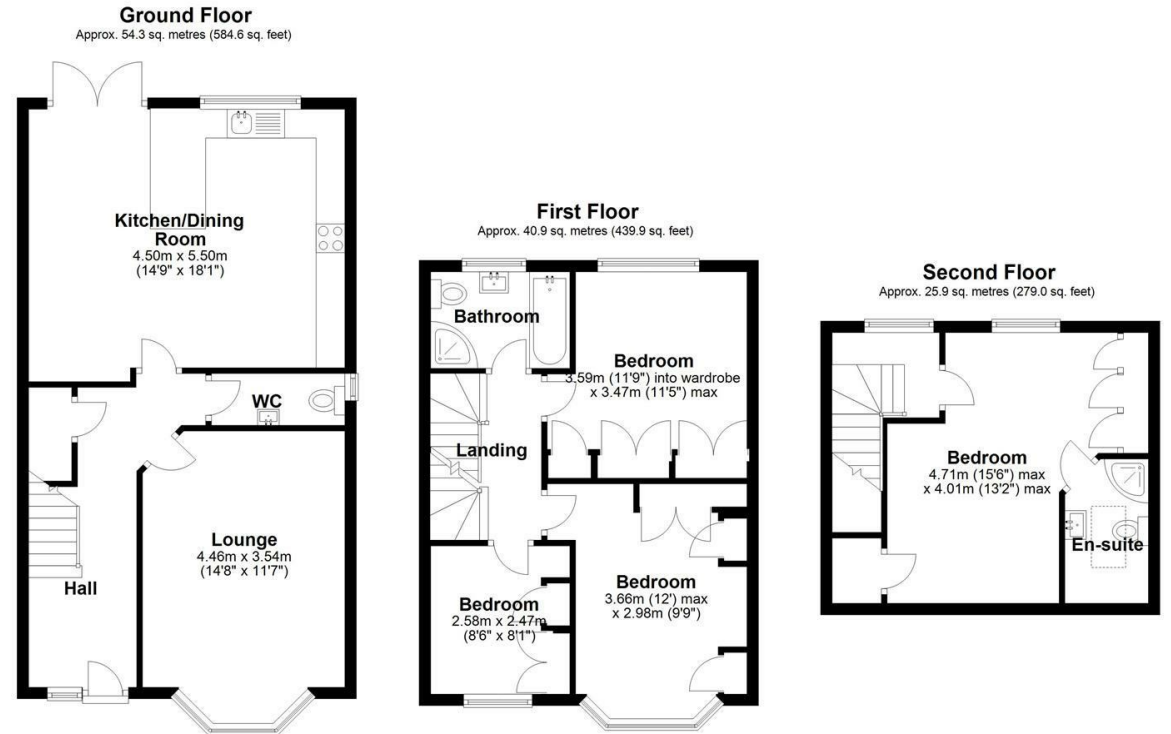 Ground Floor
Approx. 54.3 sq. metres (584.6 sq. feet)
Kitchen/Dining
Room
4.50m x 5.50m
(14'9" x 18'1")
WC
Lounge
4.46m x 3.54m
(14'8" x 11'7")
Hall
First Floor
Approx. 40.9 sq. metres (439.9 sq. feet)
Bathroom
Bedroom
3.59m (11'9") into wardrobe
x 3.47m (11'5") max
Landing
Bedroom
3.66m (12') max
x 2.98m (9'9")
Bedroom
2.58m x 2.47m
(8'6" x 8'1")
Second Floor
Approx. 25.9 sq. metres (279.0 sq. feet)
Bedroom
4.71m (15'6") max
x 4.01m (13'2") max
En-suite